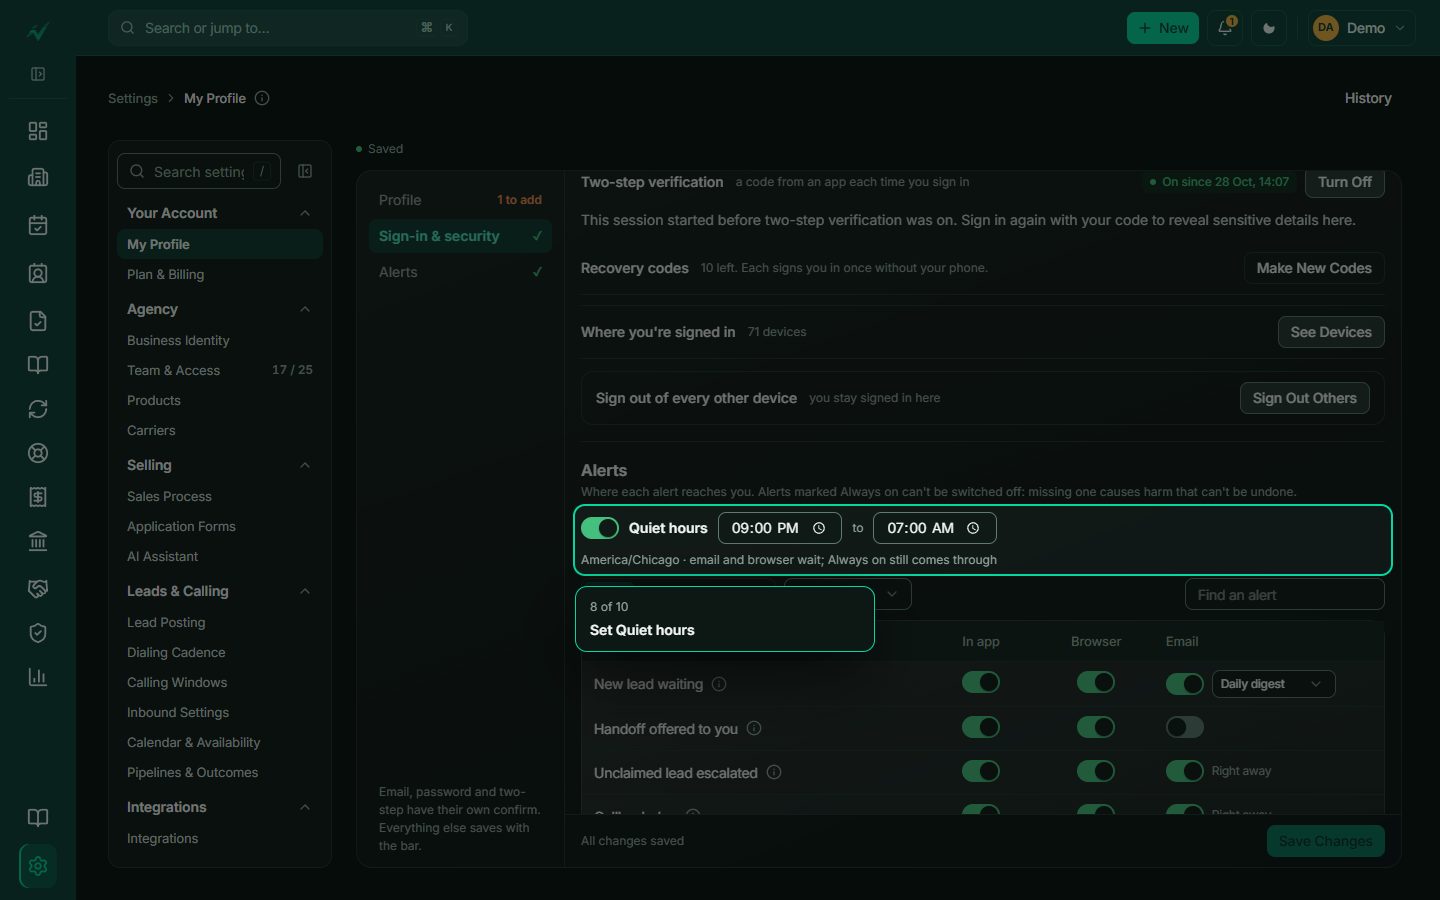 Search or jump to...
⌘ K
New
1
DA
Demo
Settings
My Profile
History
Search setting
/
Your Account
My Profile
Plan & Billing
Agency
Business Identity
Team & Access
17 / 25
Products
Carriers
Selling
Sales Process
Application Forms
AI Assistant
Leads & Calling
Lead Posting
Dialing Cadence
Calling Windows
Inbound Settings
Calendar & Availability
Pipelines & Outcomes
Integrations
Integrations
Saved
Profile
1 to add
Sign-in & security
Alerts
Email, password and two-
step have their own confirm.
Everything else saves with
the bar.
Two-step verification
a code from an app each time you sign in
On since 28 Oct, 14:07
Turn Off
This session started before two-step verification was on. Sign in again with your code to reveal sensitive details here.
Recovery codes
10 left. Each signs you in once without your phone.
Make New Codes
Where you're signed in
71 devices
See Devices
Sign out of every other device
you stay signed in here
Sign Out Others
Alerts
Where each alert reaches you. Alerts marked Always on can't be switched off: missing one causes harm that can't be undone.
Quiet hours
09:00 PM
to
07:00 AM
America/Chicago · email and browser wait; Always on still comes through
8 of 10
Set Quiet hours
Find an alert
In app
Browser
Email
New lead waiting
Daily digest
Handoff offered to you
Unclaimed lead escalated
Right away
Right away
All changes saved
Save Changes